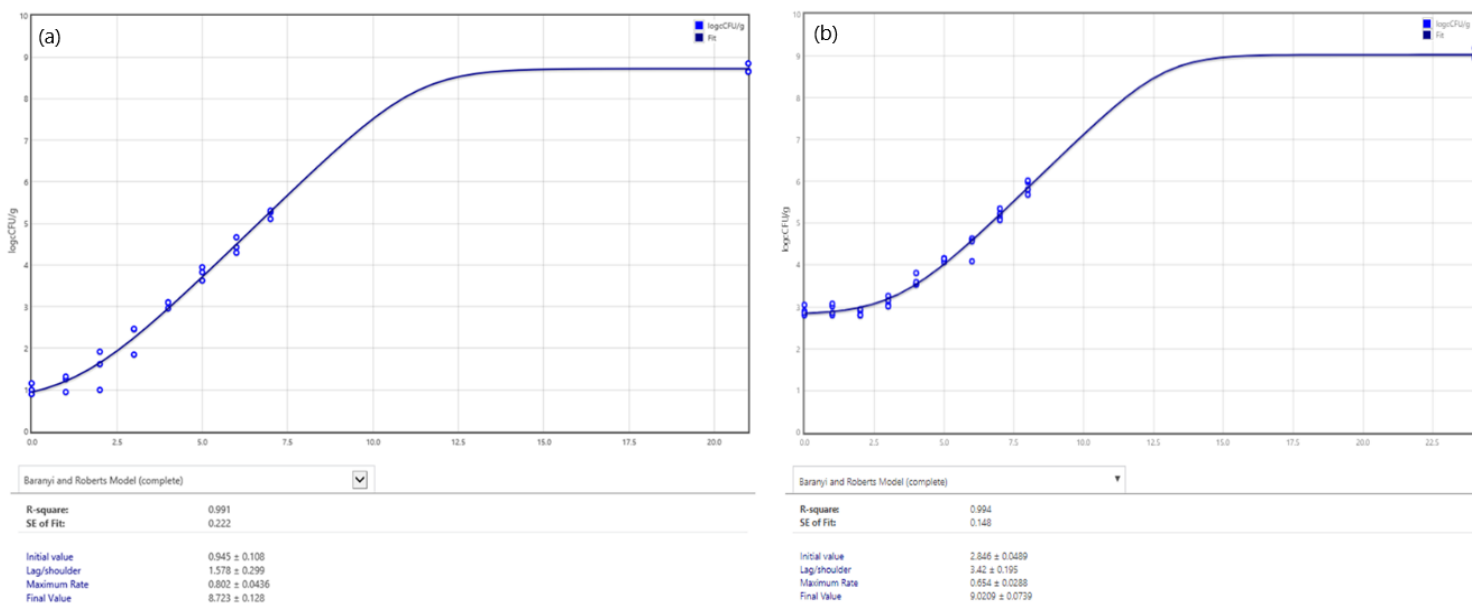 (a)
logcCFU/g
Fit
10
9
8
7
6
5
4
3
2
1
0
logcCFU/g
0.0 2.5 5.0 7.5 10.0 12.5 15.0 17.5 20.0
Baranyi and Roberts Model (complete)
R-square: 0.991
SE of Fit: 0.222
Initial value 0.945 ± 0.108
Lag/shoulder 1.578 ± 0.299
Maximum Rate 0.802 ± 0.0436
Final Value 8.723 ± 0.128
(b)
logcCFU/g
Fit
10
9
8
7
6
5
4
3
2
1
0
logcCFU/g
0.0 2.5 5.0 7.5 10.0 12.5 15.0 17.5 20.0 22.5
Baranyi and Roberts Model (complete)
R-square: 0.994
SE of Fit: 0.148
Initial value 2.846 ± 0.0489
Lag/shoulder 3.42 ± 0.195
Maximum Rate 0.654 ± 0.0288
Final Value 9.0209 ± 0.0739